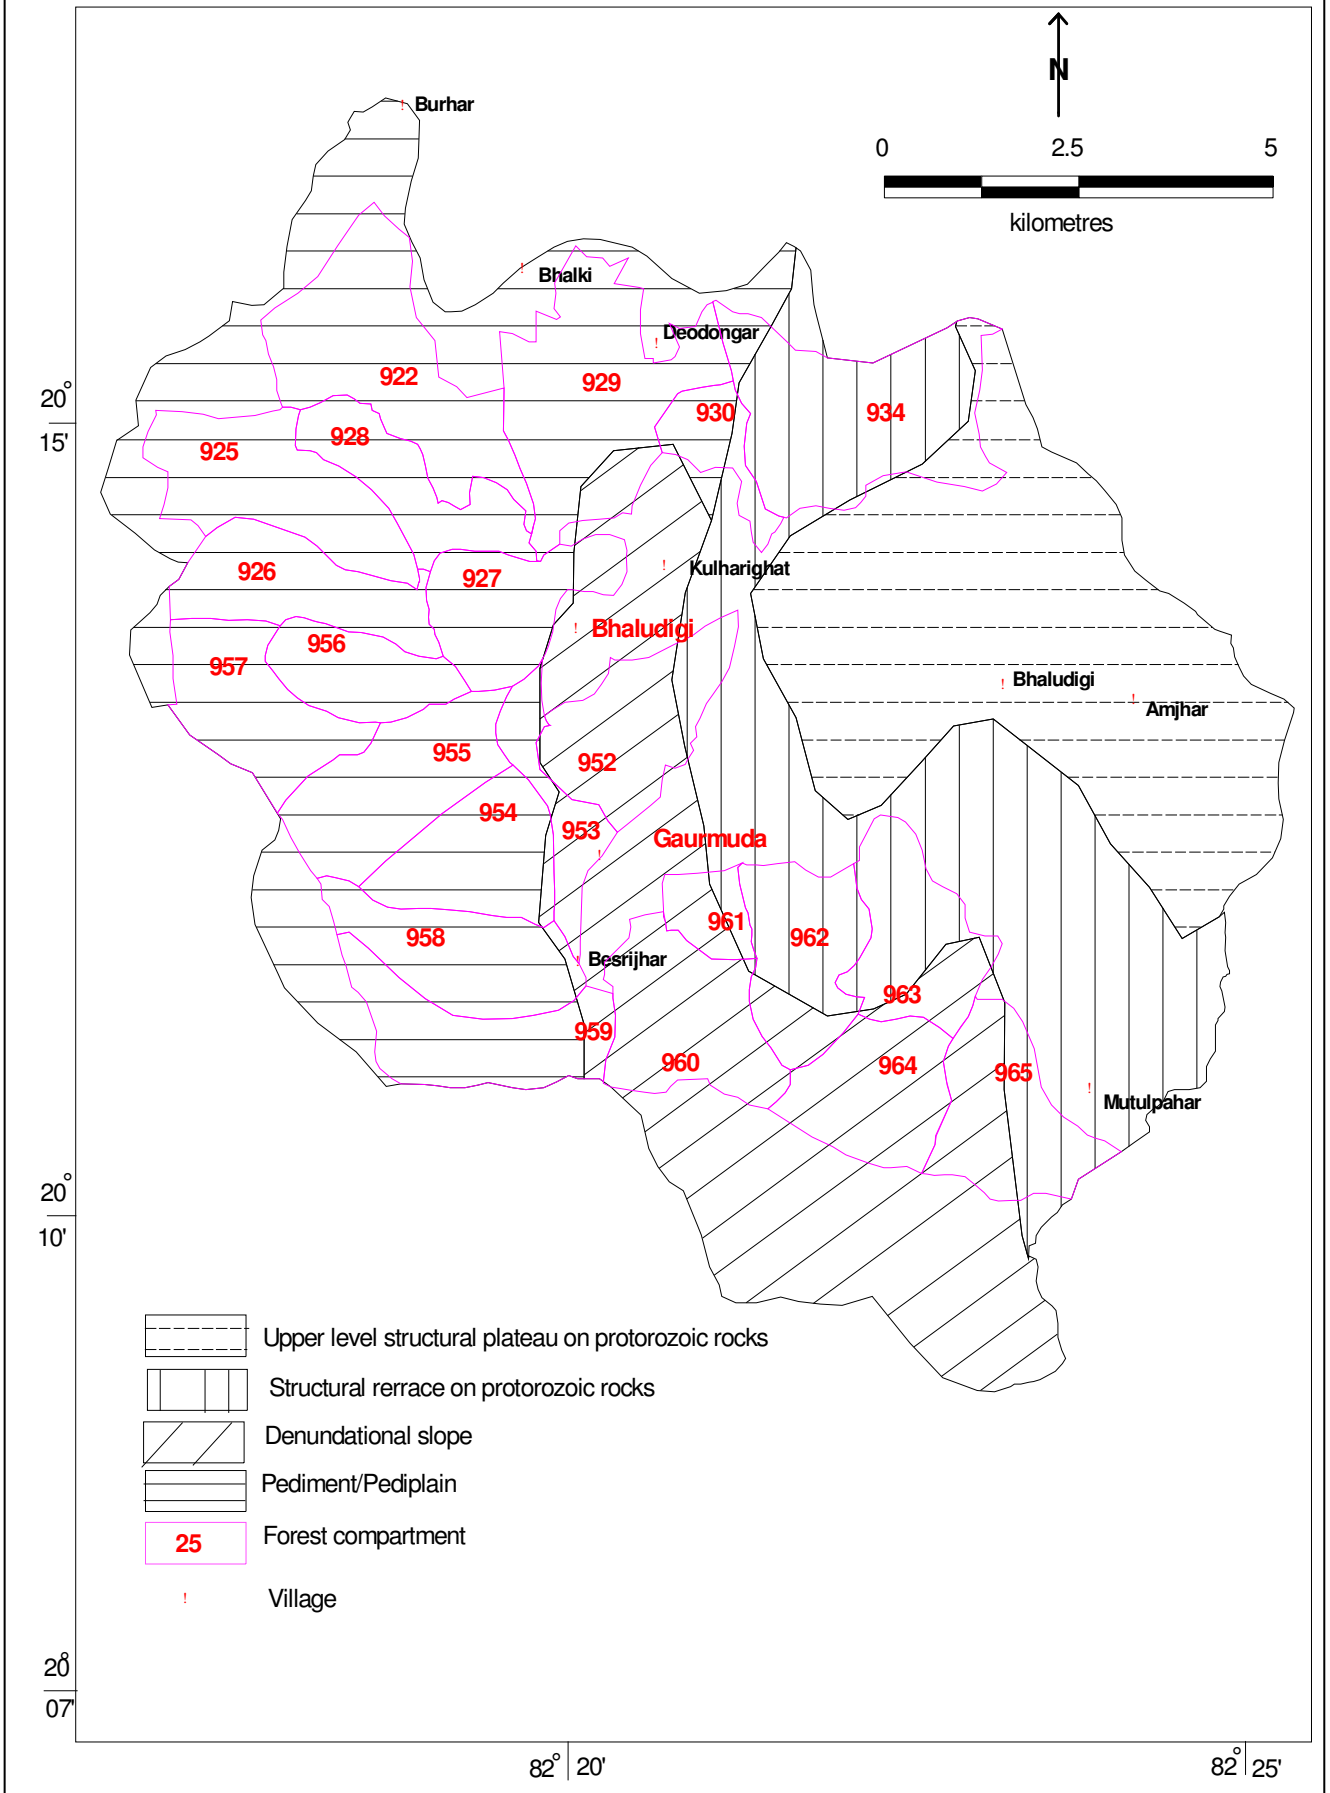 N
Burhar
0 2.5 5
kilometres
Bhalki
Deodongar
922
929
930
934
20°
15'
925
928
926
927
Kulharighat
Bhaludigi
956
957
Bhaludigi
Amjhar
955
952
954
953
Gaurmuda
961
962
958
Besrijhar
963
959
960
964
965
Mutulpahar
20°
10'
Upper level structural plateau on protorozoic rocks
Structural rerrace on protorozoic rocks
Denundational slope
Pediment/Pediplain
25 Forest compartment
! Village
20°
07'
82° 20'
82° 25'